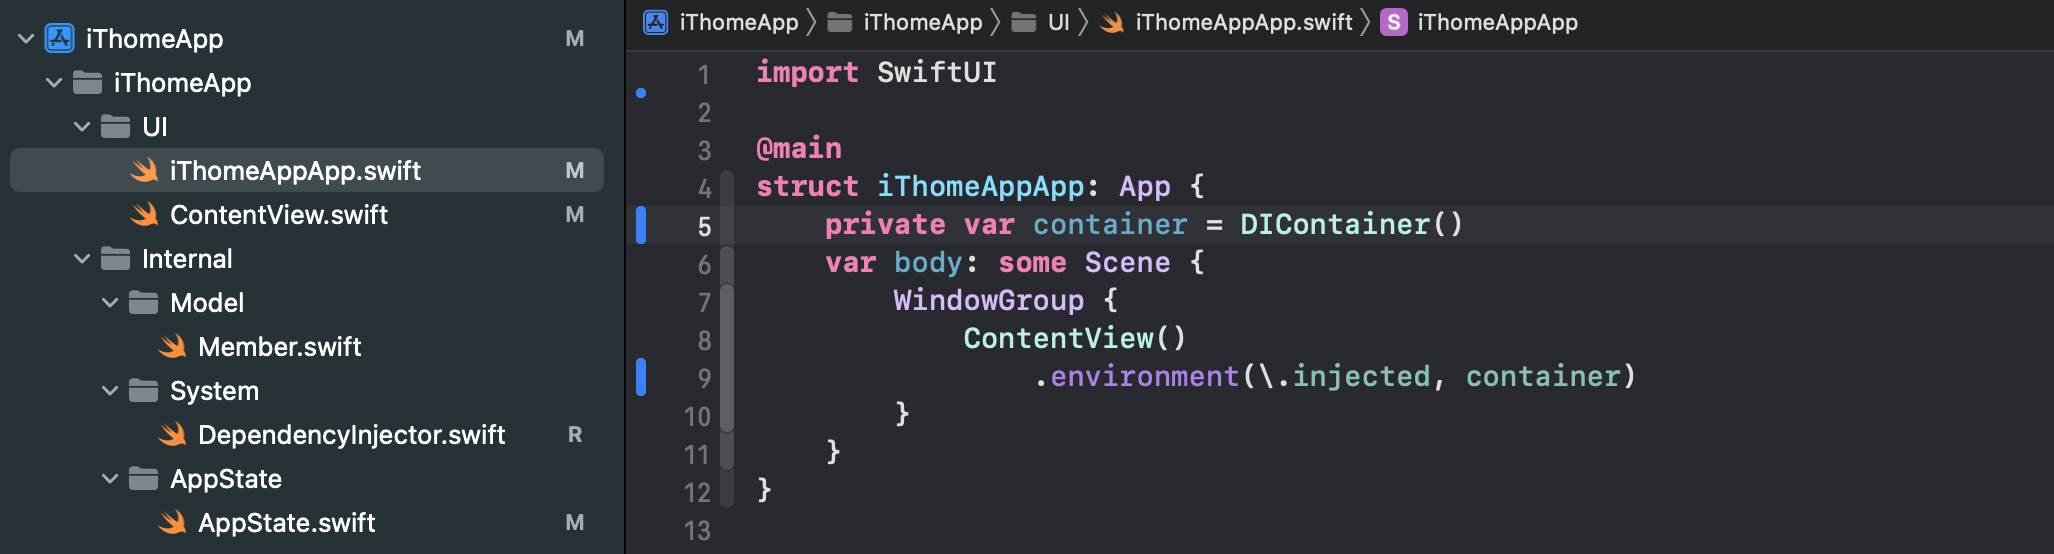 iThomeApp M
iThomeApp
UI
iThomeAppApp.swift M
ContentView.swift M
Internal
Model
Member.swift
System
DependencyInjector.swift R
AppState
AppState.swift M
iThomeApp iThomeApp UI iThomeAppApp.swift S iThomeAppApp
1 import SwiftUI
2
3 @main
4 struct iThomeAppApp: App {
5 private var container = DIContainer()
6 var body: some Scene {
7 WindowGroup {
8 ContentView()
9 .environment(\.injected, container)
10 }
11 }
12 }
13